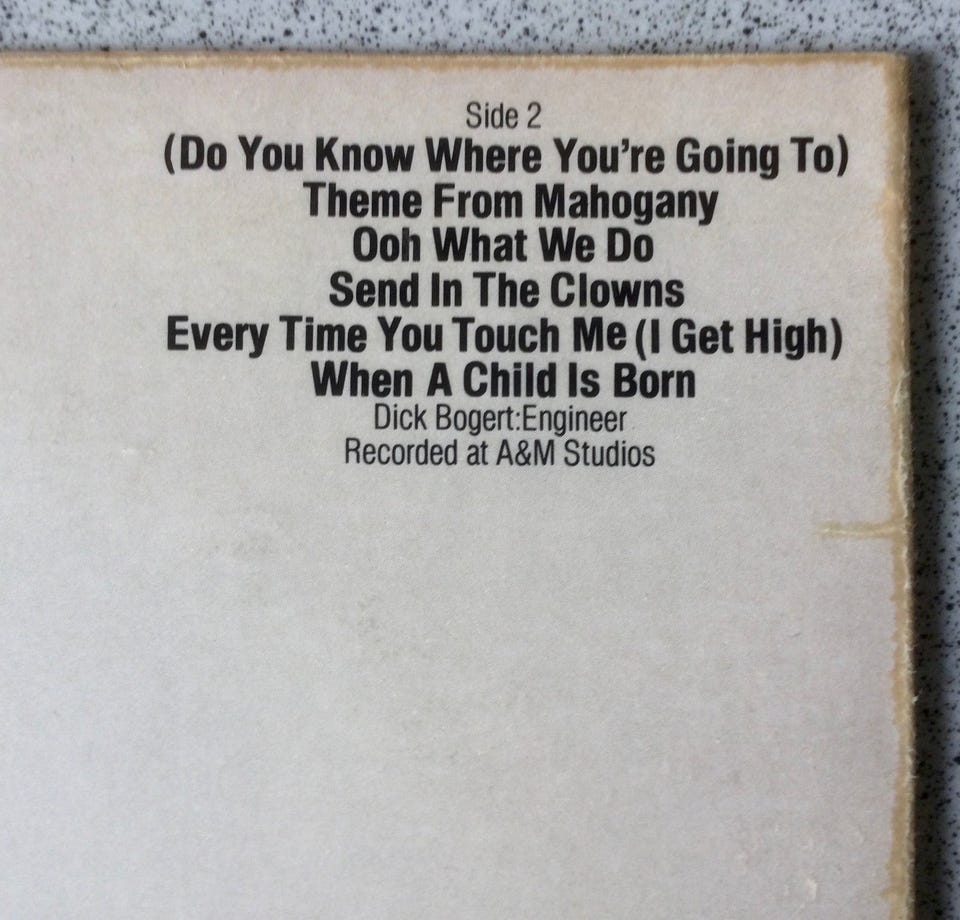 Side 2
(Do You Know Where You're Going To)
Theme From Mahogany
Ooh What We Do
Send In The Clowns
Every Time You Touch Me (I Get High)
When A Child Is Born
Dick Bogert:Engineer
Recorded at A&M Studios